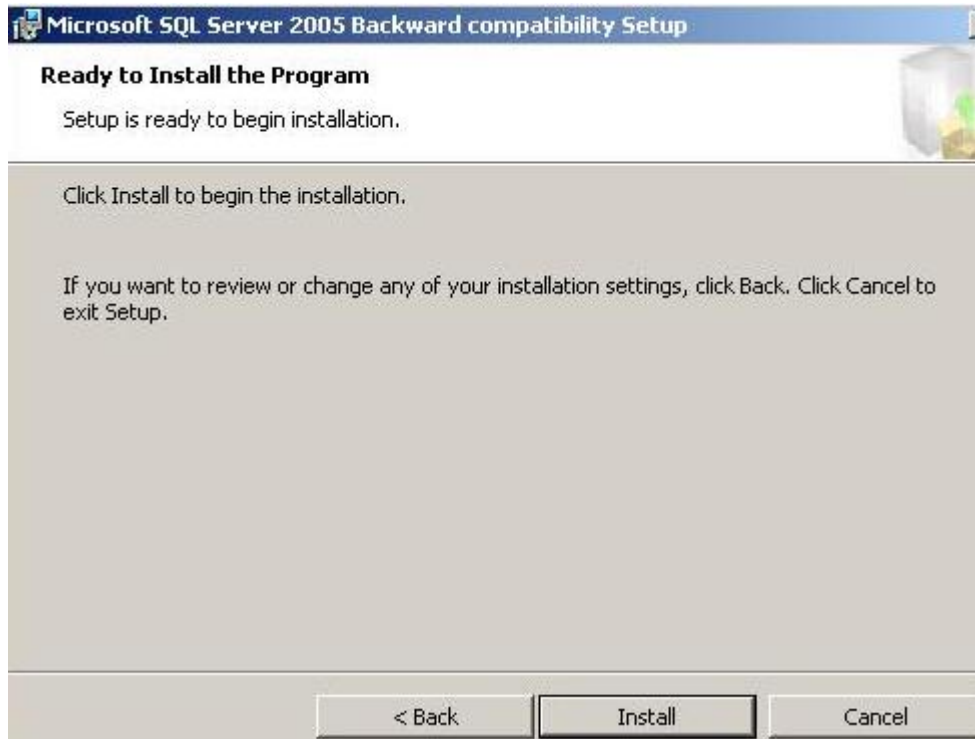 Microsoft SQL Server 2005 Backward compatibility Setup
Ready to Install the Program
Setup is ready to begin installation.
Click Install to begin the installation.
If you want to review or change any of your installation settings, click Back. Click Cancel to
exit Setup.
< Back
Install
Cancel